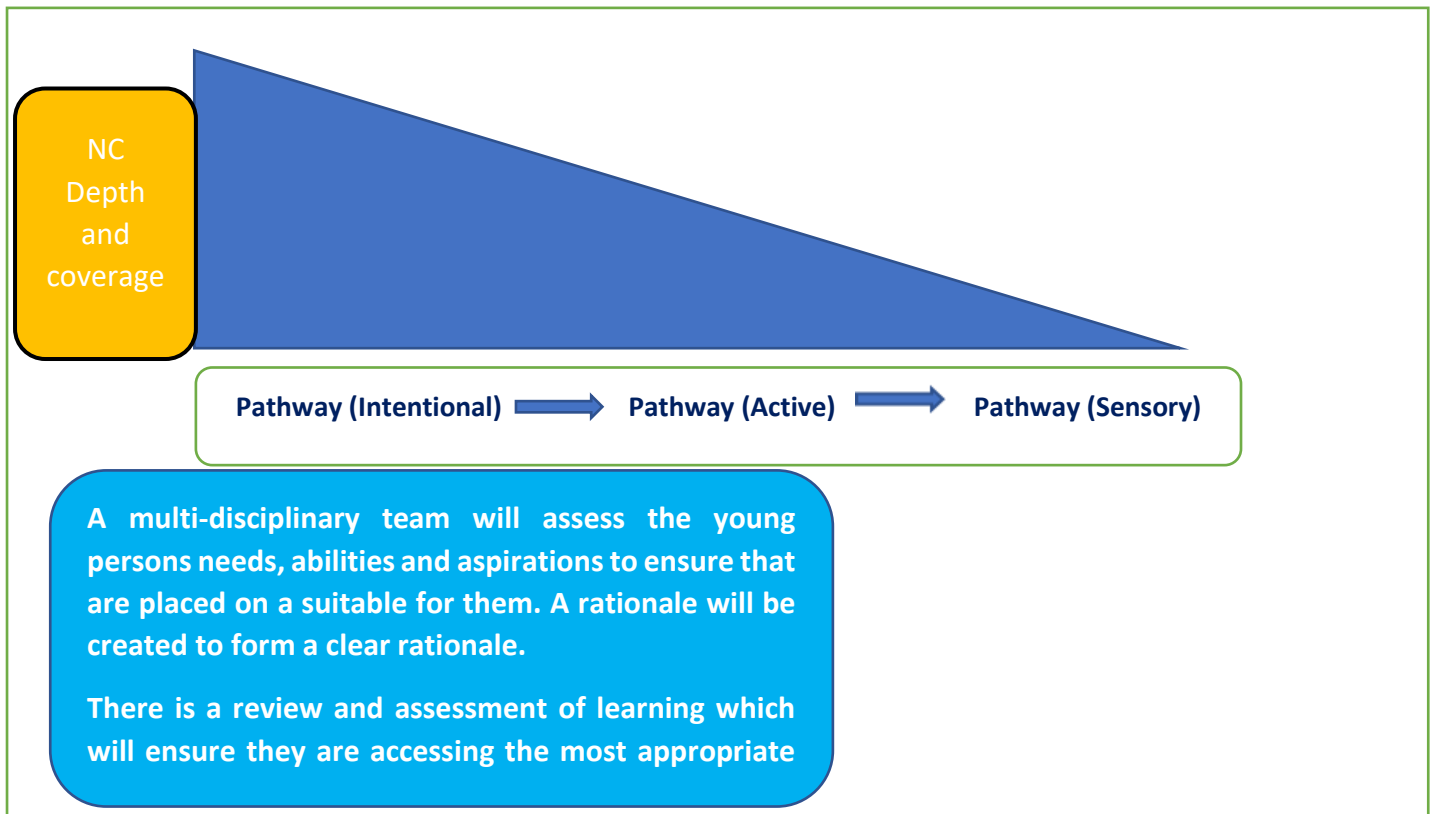 NC
Depth
and
coverage
Pathway (Intentional) Pathway (Active) Pathway (Sensory)
A multi-disciplinary team will assess the young
persons needs, abilities and aspirations to ensure that
are placed on a suitable for them. A rationale will be
created to form a clear rationale.
There is a review and assessment of learning which
will ensure they are accessing the most appropriate